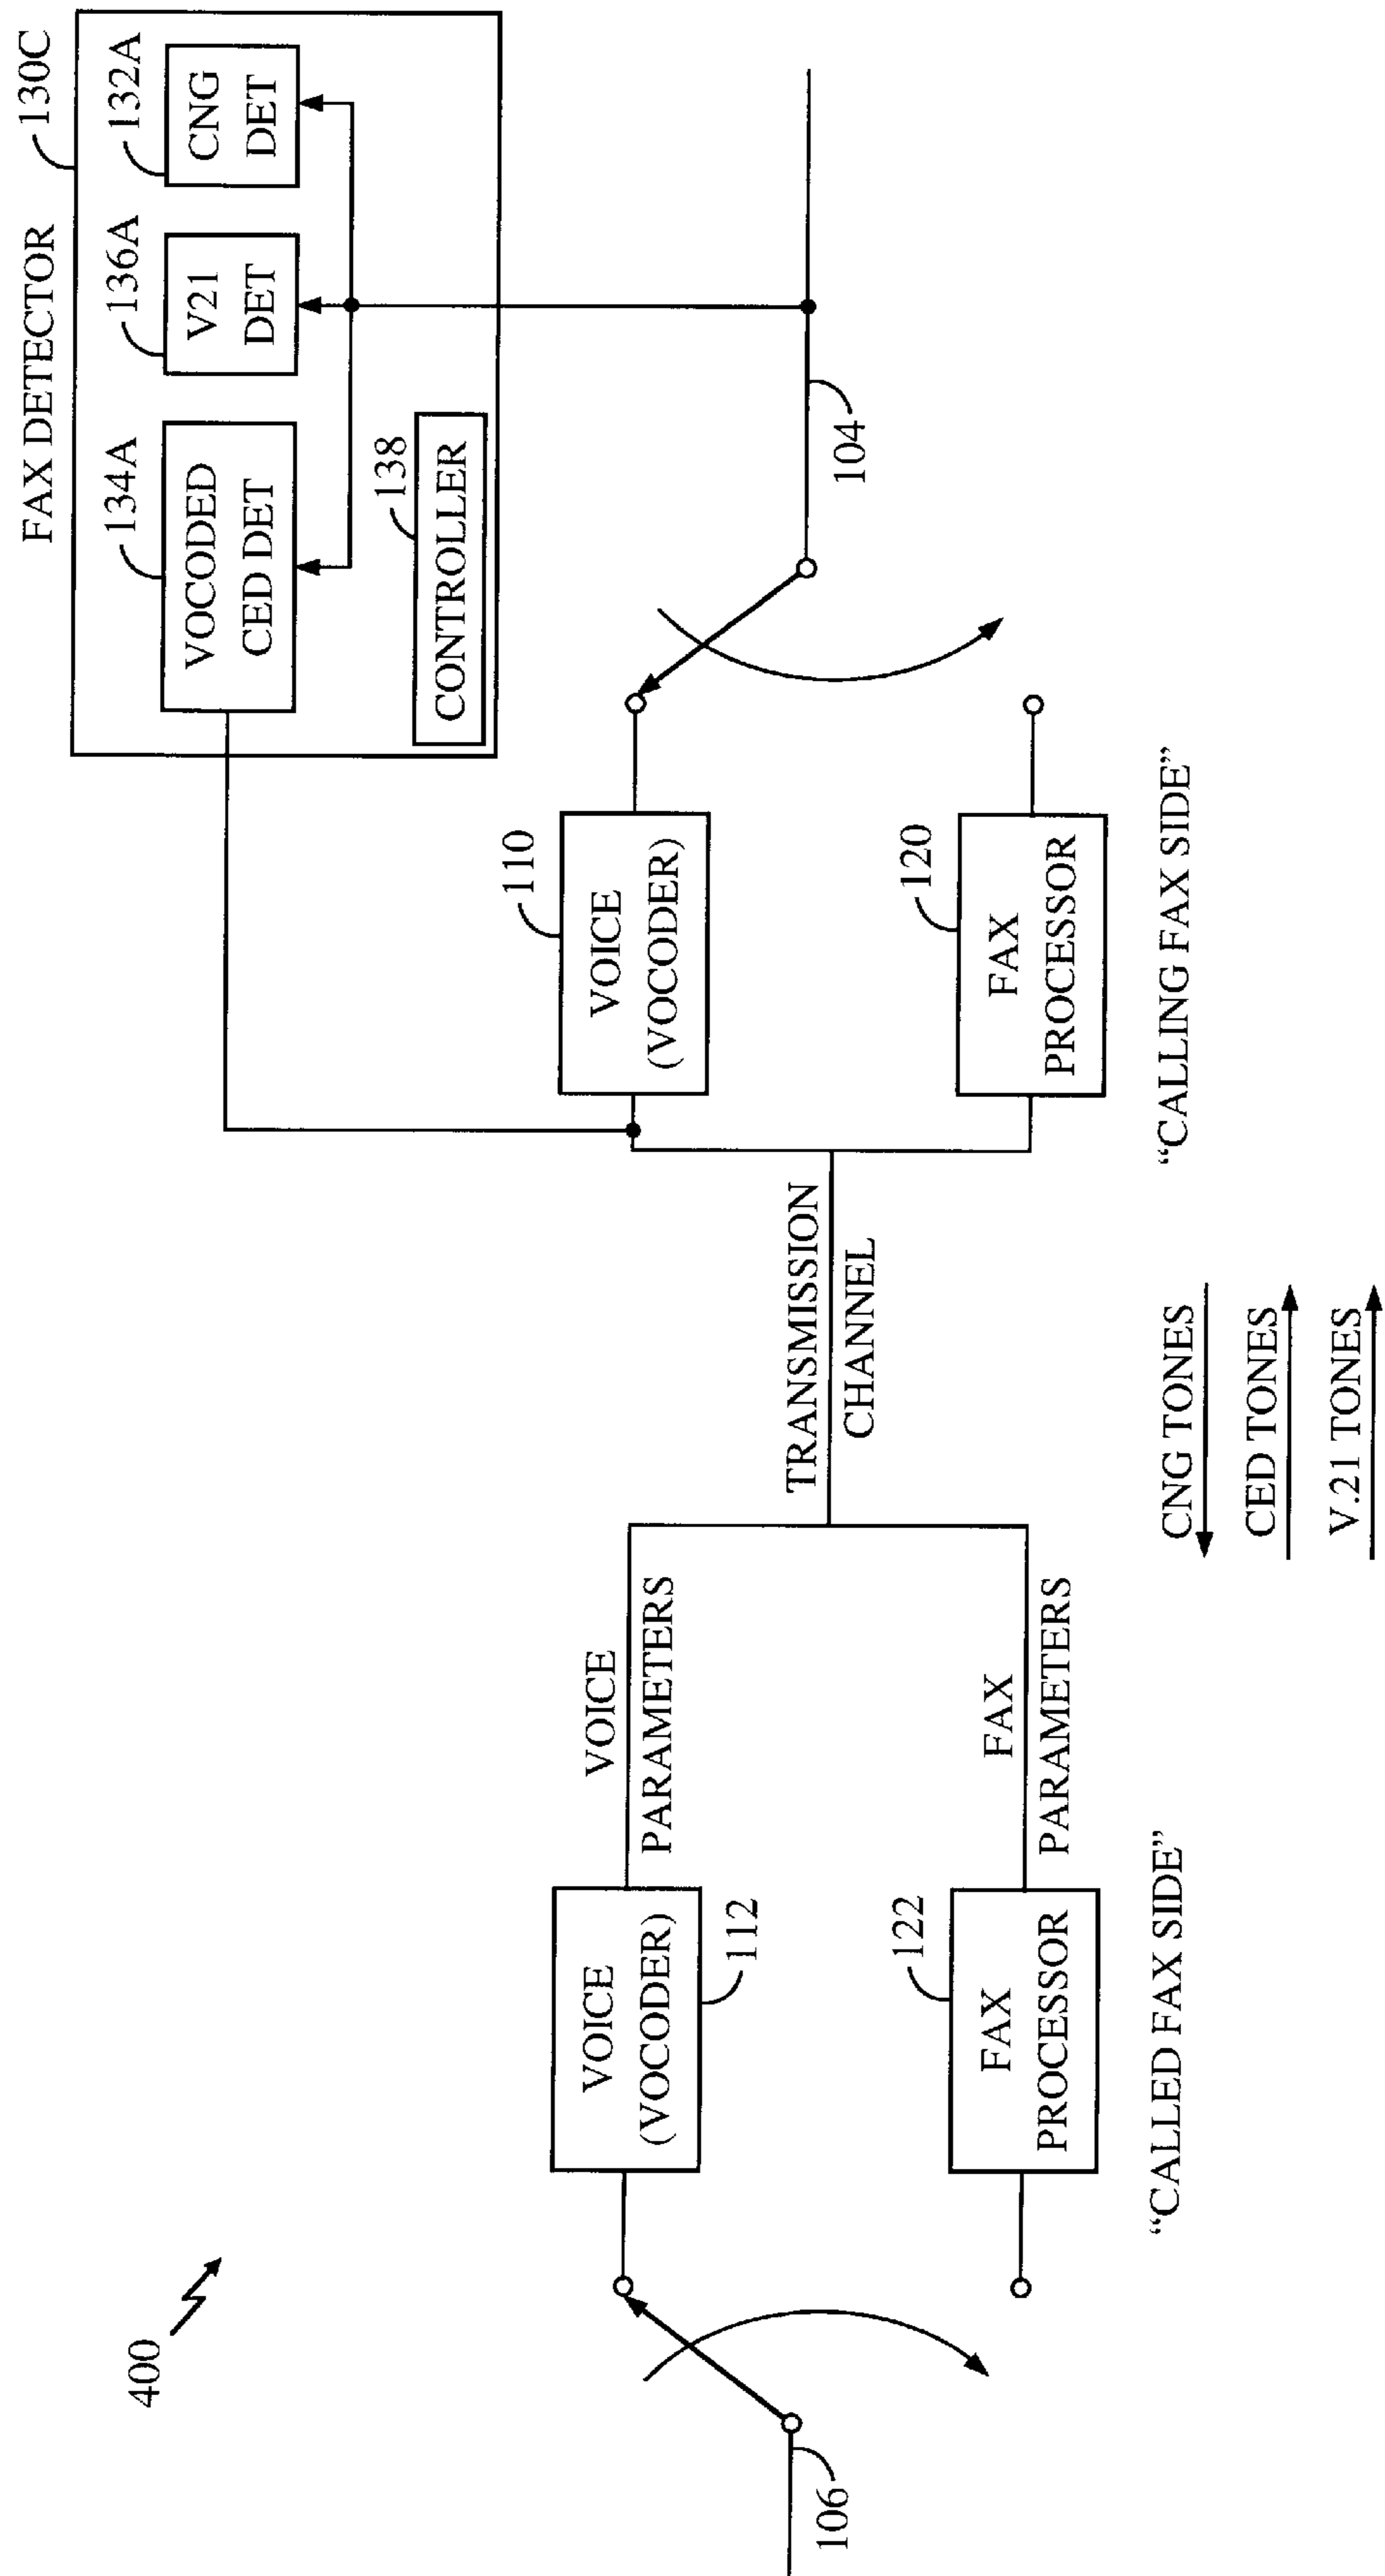 400
FAX DETECTOR
130C
134A
VOCODED
CED DET
136A
V21
DET
132A
CNG
DET
138
CONTROLLER
106
VOICE
(VOCODER)
112
VOICE
PARAMETERS
FAX
PROCESSOR
122
FAX
PARAMETERS
TRANSMISSION
CHANNEL
110
VOICE
(VOCODER)
120
FAX
PROCESSOR
104
“CALLED FAX SIDE”
“CALLING FAX SIDE”
CNG TONES
CED TONES
V.21 TONES